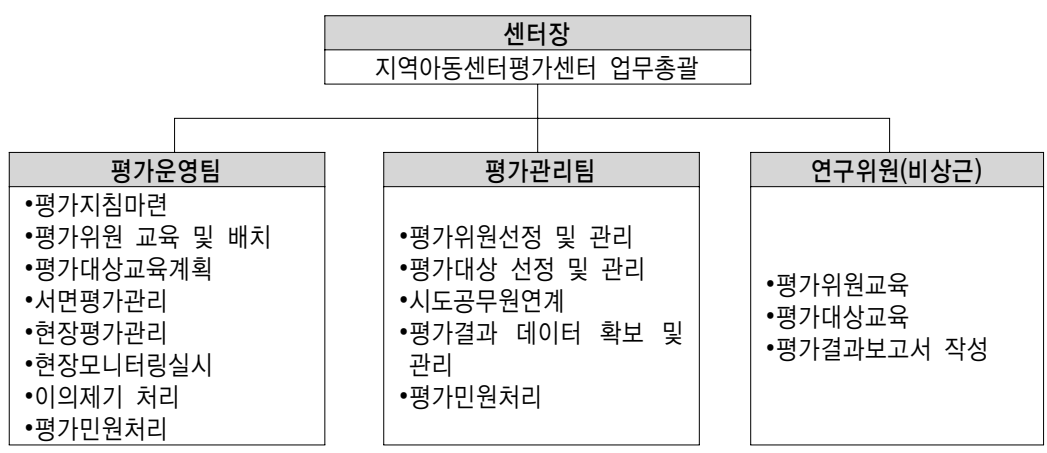 센터장
지역아동센터평가센터 업무총괄
평가운영팀
•평가지침마련
•평가위원 교육 및 배치
•평가대상교육계획
•서면평가관리
•현장평가관리
•현장모니터링실시
•이의제기 처리
•평가민원처리
평가관리팀
•평가위원선정 및 관리
•평가대상 선정 및 관리
•시도공무원연계
•평가결과 데이터 확보 및
관리
•평가민원처리
연구위원(비상근)
•평가위원교육
•평가대상교육
•평가결과보고서 작성